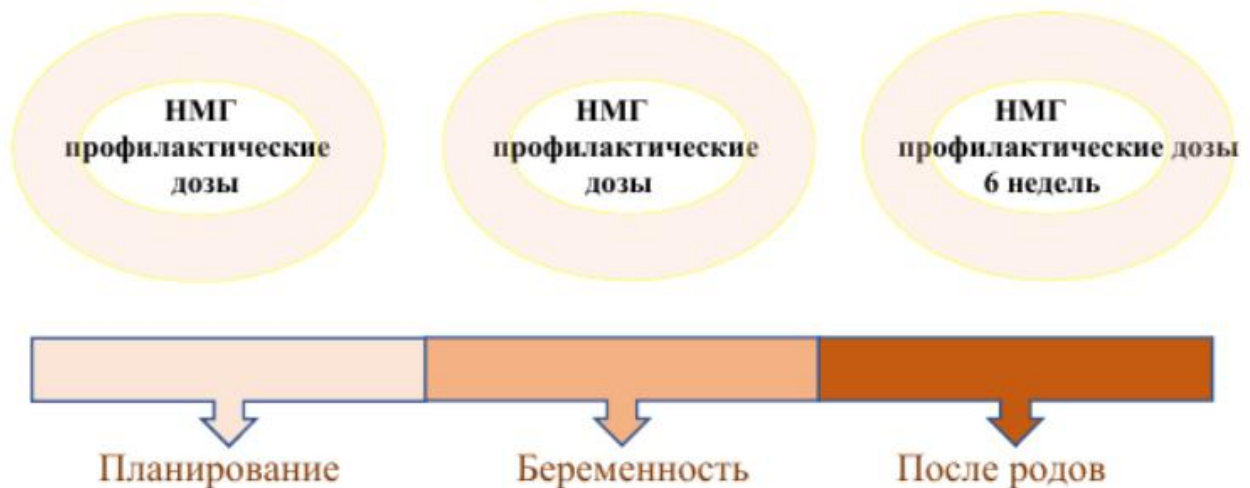 НМГ
профилактические
дозы
НМГ
профилактические
дозы
НМГ
профилактические дозы
6 недель
Планирование
Беременность
После родов